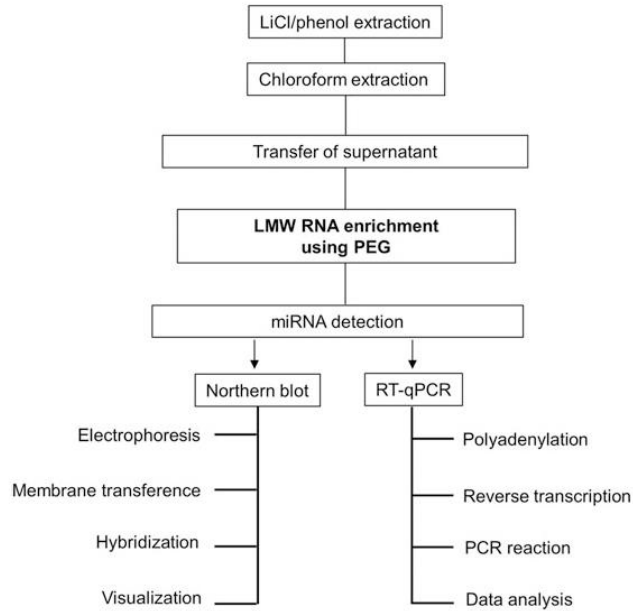 LiCl/phenol extraction
Chloroform extraction
Transfer of supernatant
LMW RNA enrichment
using PEG
miRNA detection
Northern blot
RT-qPCR
Electrophoresis
Membrane transference
Hybridization
Visualization
Polyadenylation
Reverse transcription
PCR reaction
Data analysis